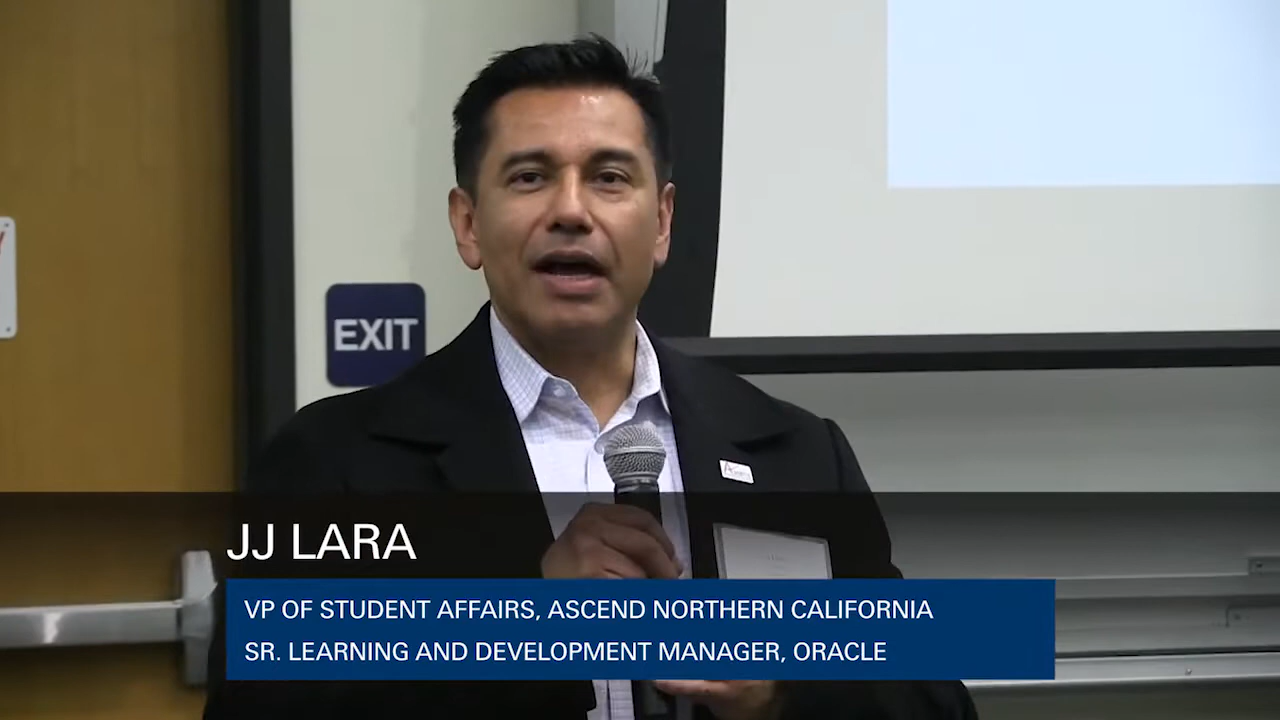 EXIT
JJ LARA
VP OF STUDENT AFFAIRS, ASCEND NORTHERN CALIFORNIA
SR. LEARNING AND DEVELOPMENT MANAGER, ORACLE